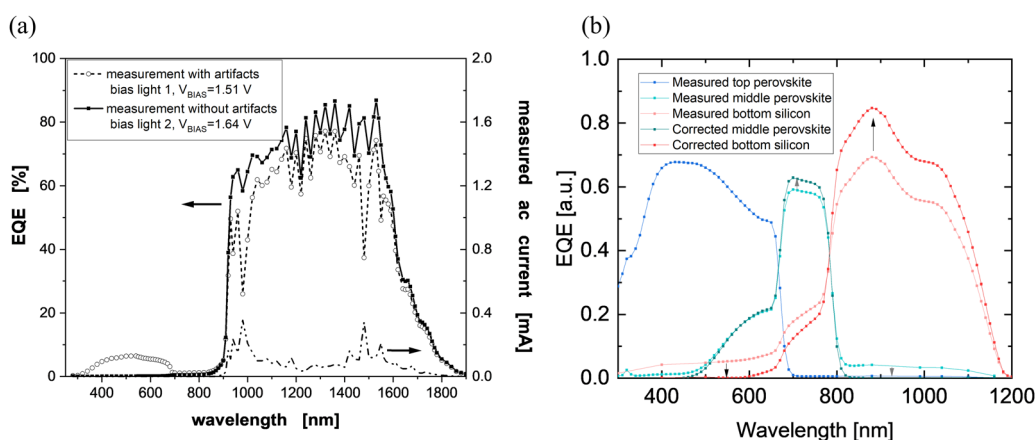 (a)
measurement with artifacts
bias light 1, VBIAS=1.51 V
measurement without artifacts
bias light 2, VBIAS=1.64 V
EQE [%]
100
80
60
40
20
0
400 600 800 1000 1200 1400 1600 1800
wavelength [nm]
2.0
1.6
1.2
0.8
0.4
0.0
measured ac current [mA]
(b)
Measured top perovskite
Measured middle perovskite
Measured bottom silicon
Corrected middle perovskite
Corrected bottom silicon
EQE [a.u.]
1.0
0.8
0.6
0.4
0.2
0.0
400 600 800 1000 1200
Wavelength [nm]